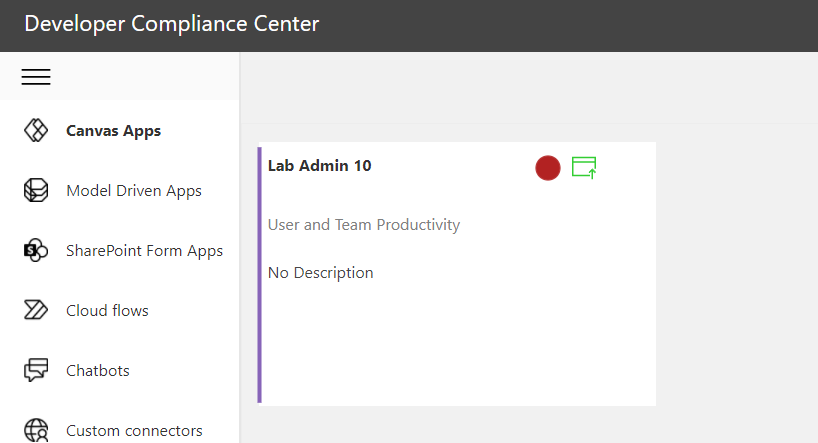 Developer Compliance Center
Canvas Apps
Model Driven Apps
SharePoint Form Apps
Cloud flows
Chatbots
Custom connectors
Lab Admin 10
User and Team Productivity
No Description